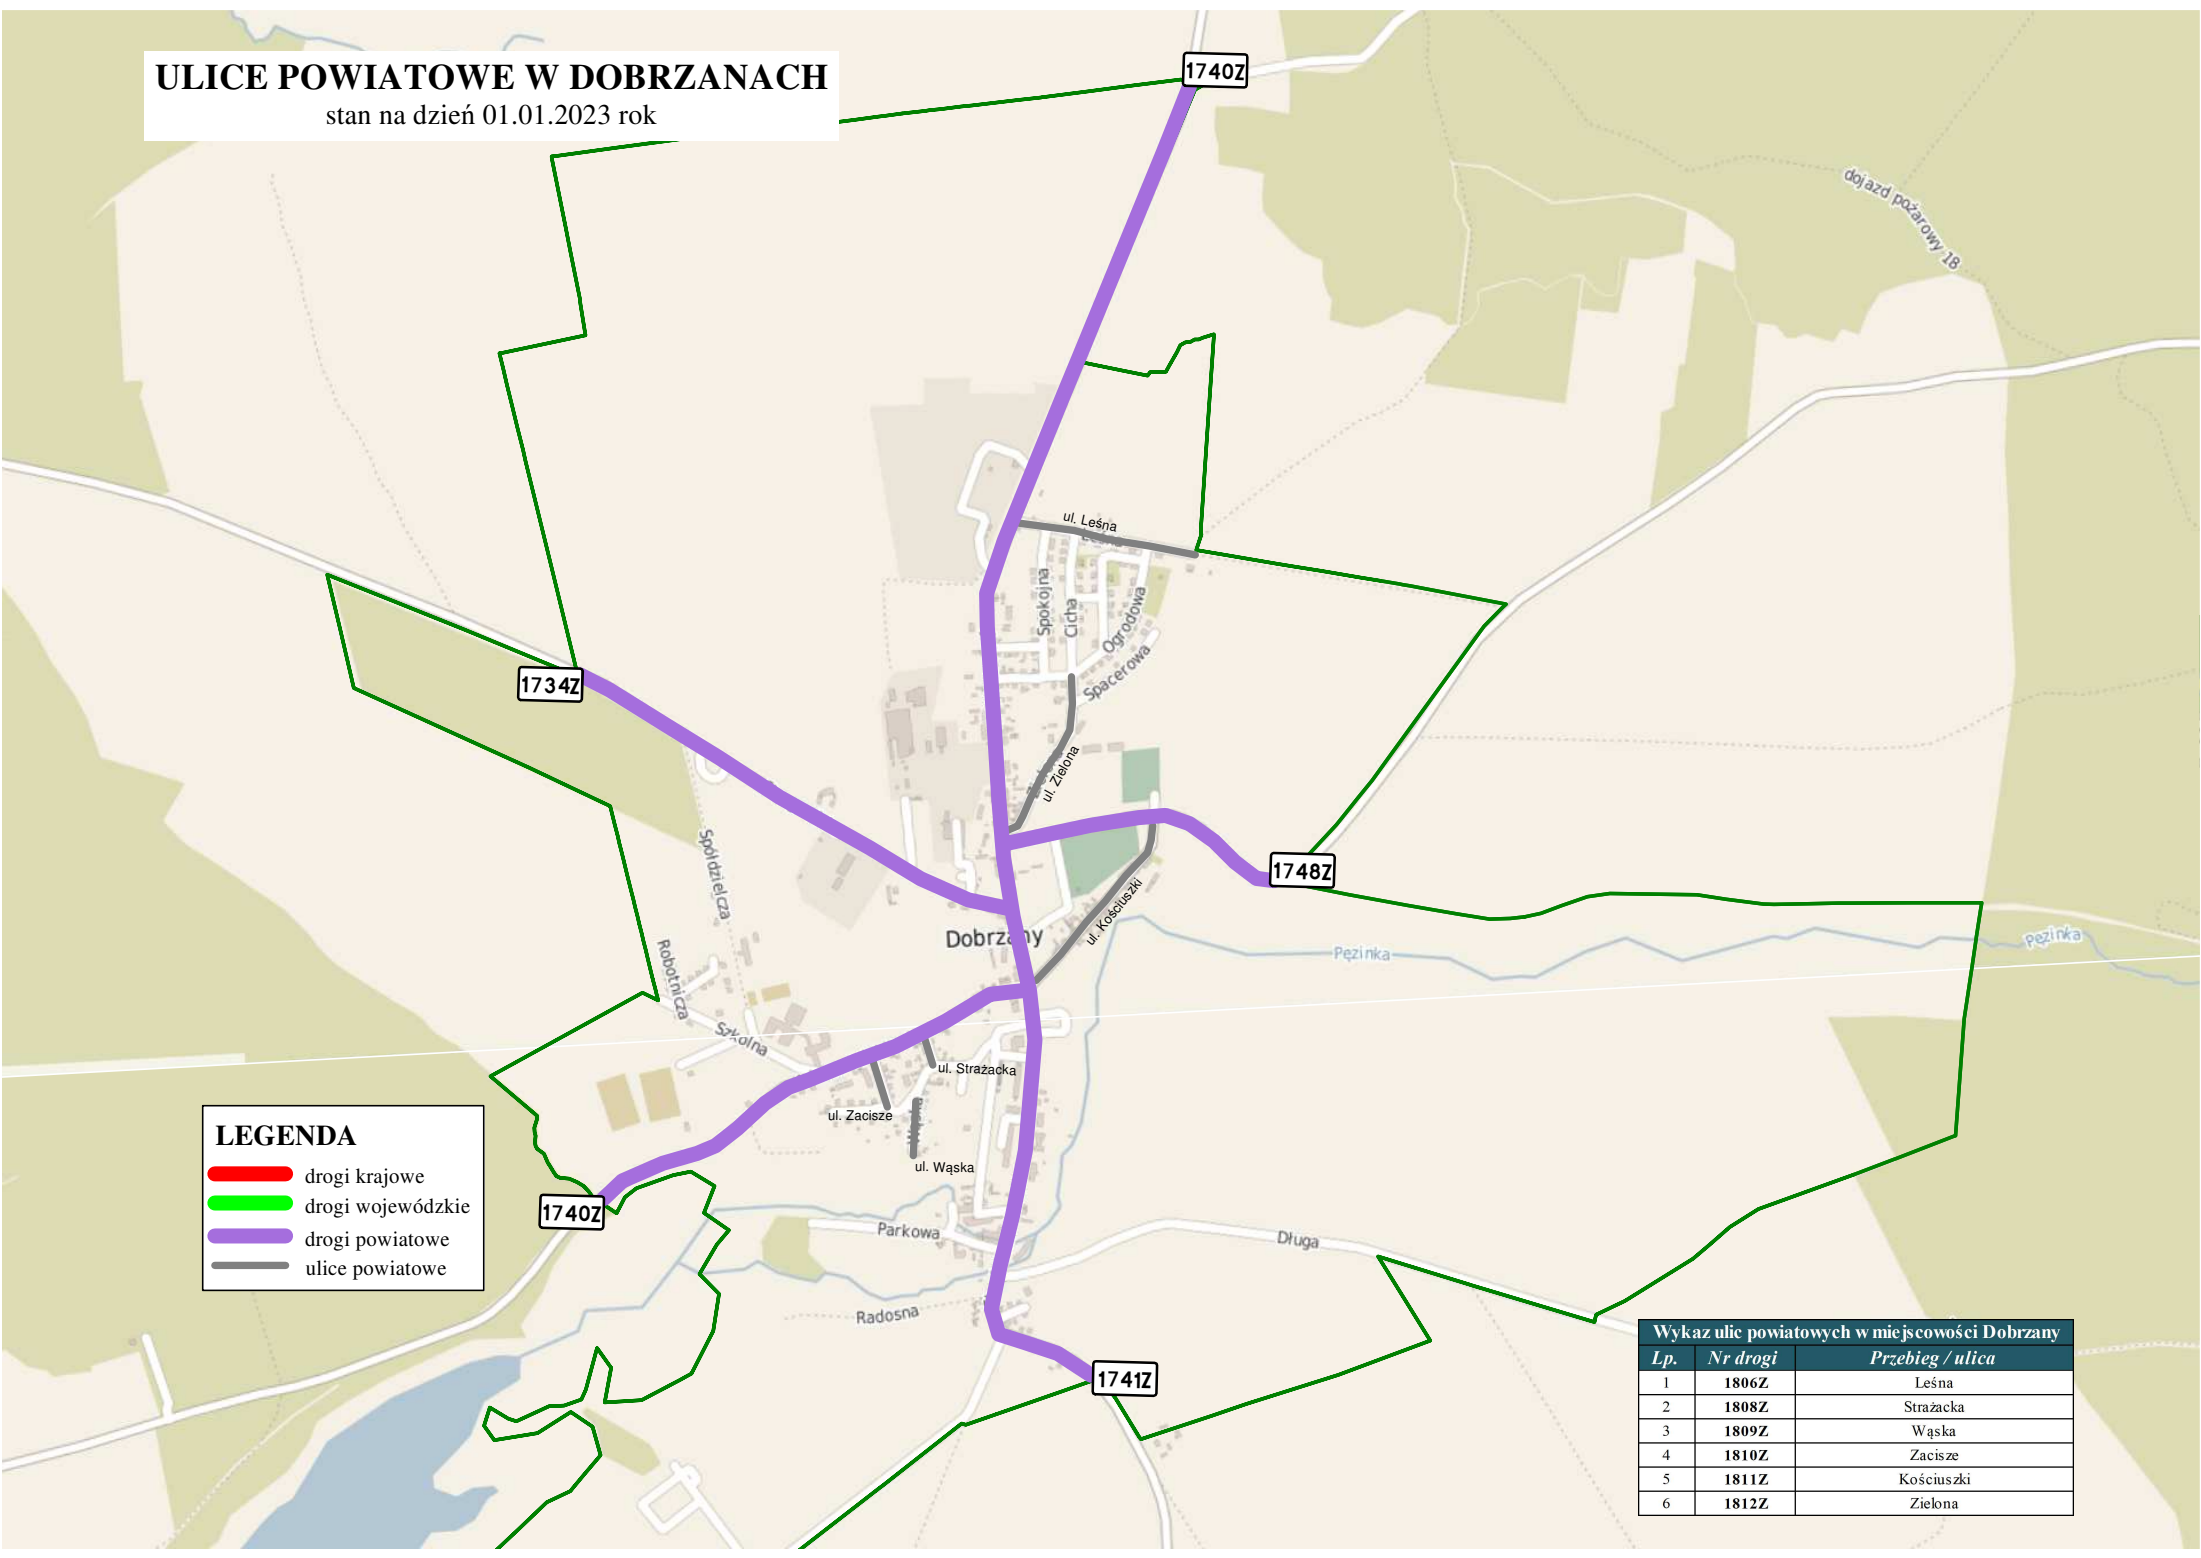 ULICE POWIATOWE W DOBRZANACH
stan na dzień 01.01.2023 rok
1740Z
dojazd pożarowy 18
ul. Leśna
Leśna
Spokojna
Cicha
Ogrodowa
Spacerowa
1734Z
ul. Zielona
1748Z
Spółdzielcza
ul. Kościuszki
Dobrzany
Pęzinka
Pęzinka
Robotnicza
Szkolna
ul. Strażacka
ul. Zacisze
ul. Wąska
LEGENDA
drogi krajowe
drogi wojewódzkie
drogi powiatowe
ulice powiatowe
1740Z
Parkowa
Długa
Radosna
1741Z
Wykaz ulic powiatowych w miejscowości Dobrzany
Lp. Nr drogi Przebieg / ulica
1 1806Z Leśna
2 1808Z Strażacka
3 1809Z Wąska
4 1810Z Zacisze
5 1811Z Kościuszki
6 1812Z Zielona